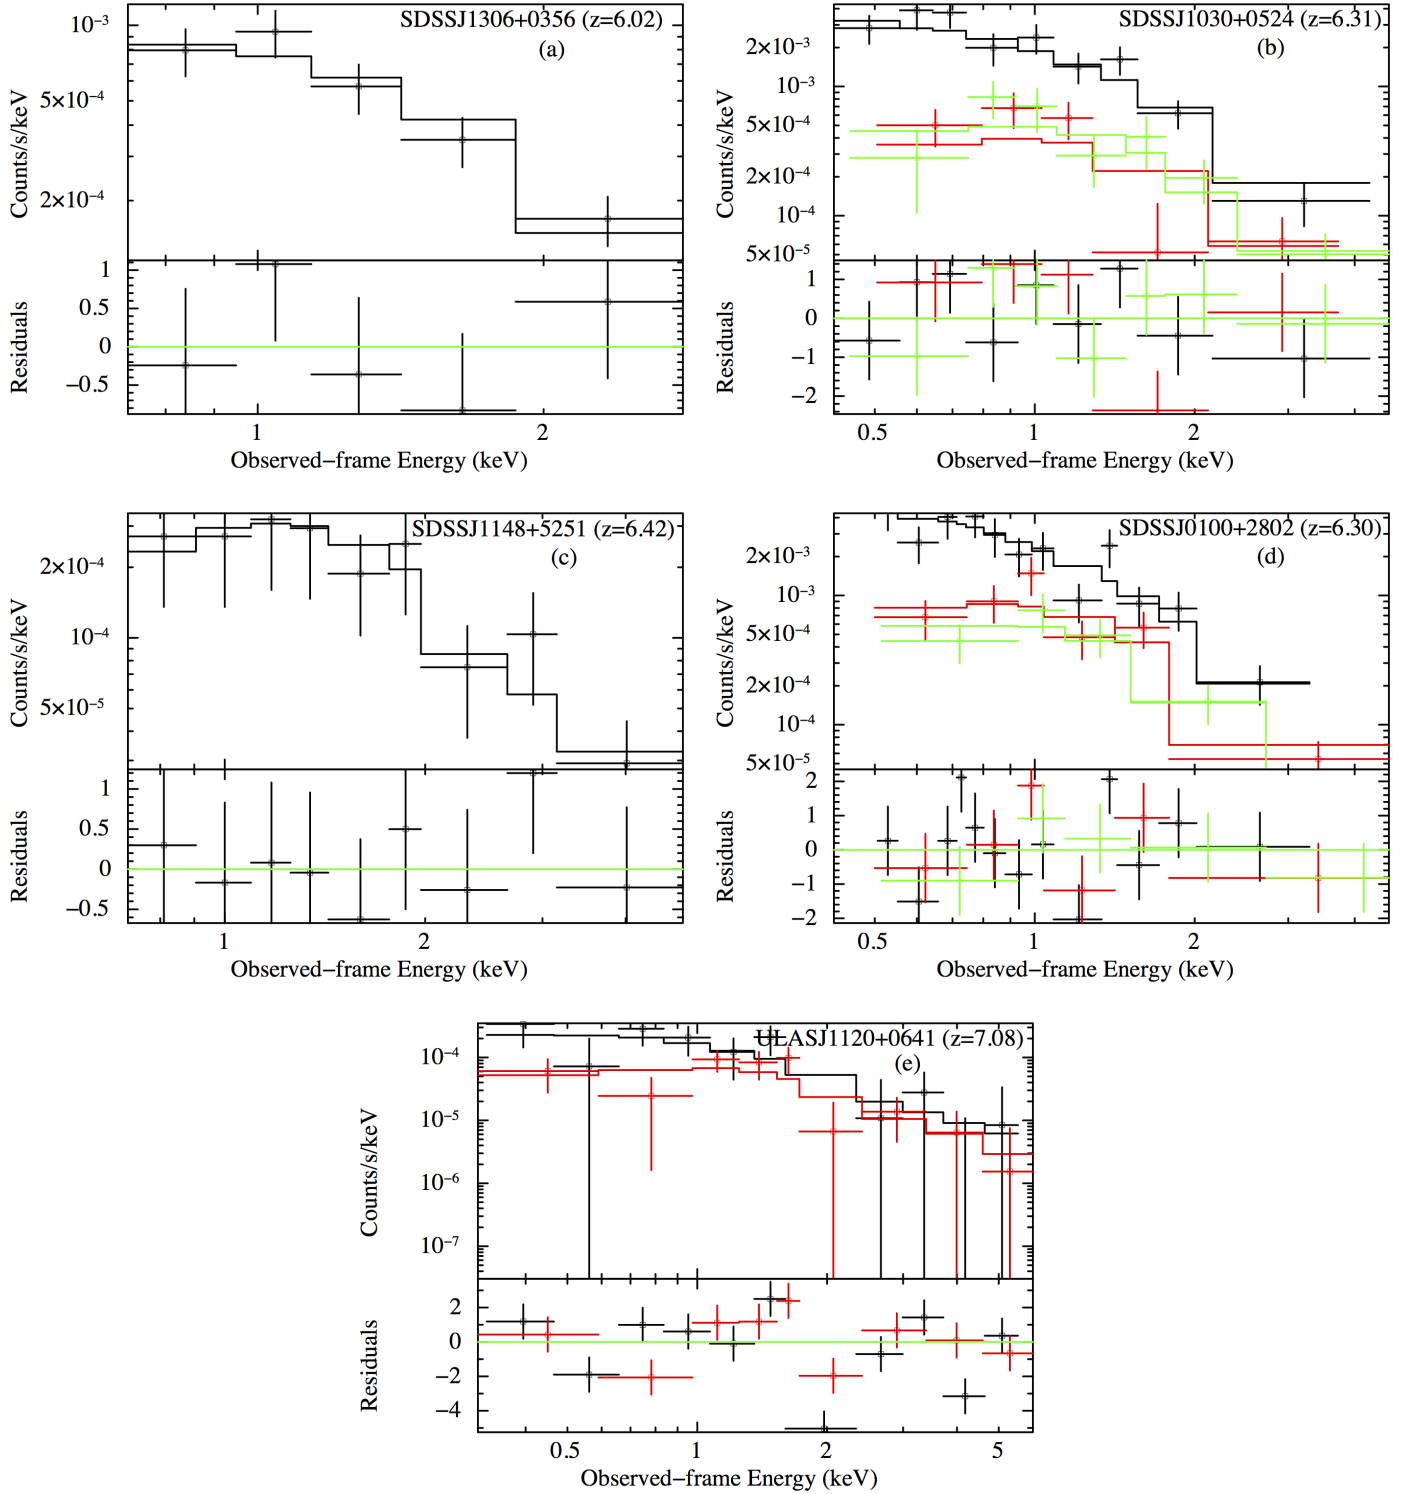 SDSSJ1306+0356 (z=6.02)
(a)
10⁻³
5×10⁻⁴
2×10⁻⁴
Counts/s/keV
1
0.5
0
−0.5
Residuals
1 2
Observed−frame Energy (keV)
SDSSJ1030+0524 (z=6.31)
(b)
2×10⁻³
10⁻³
5×10⁻⁴
2×10⁻⁴
10⁻⁴
5×10⁻⁵
Counts/s/keV
1
0
−1
−2
Residuals
0.5 1 2
Observed−frame Energy (keV)
SDSSJ1148+5251 (z=6.42)
(c)
2×10⁻⁴
10⁻⁴
5×10⁻⁵
Counts/s/keV
1
0.5
0
−0.5
Residuals
1 2
Observed−frame Energy (keV)
SDSSJ0100+2802 (z=6.30)
(d)
2×10⁻³
10⁻³
5×10⁻⁴
2×10⁻⁴
10⁻⁴
5×10⁻⁵
Counts/s/keV
2
1
0
−1
−2
Residuals
0.5 1 2
Observed−frame Energy (keV)
ULASJ1120+0641 (z=7.08)
(e)
10⁻⁴
10⁻⁵
10⁻⁶
10⁻⁷
Counts/s/keV
2
0
−2
−4
Residuals
0.5 1 2 5
Observed−frame Energy (keV)